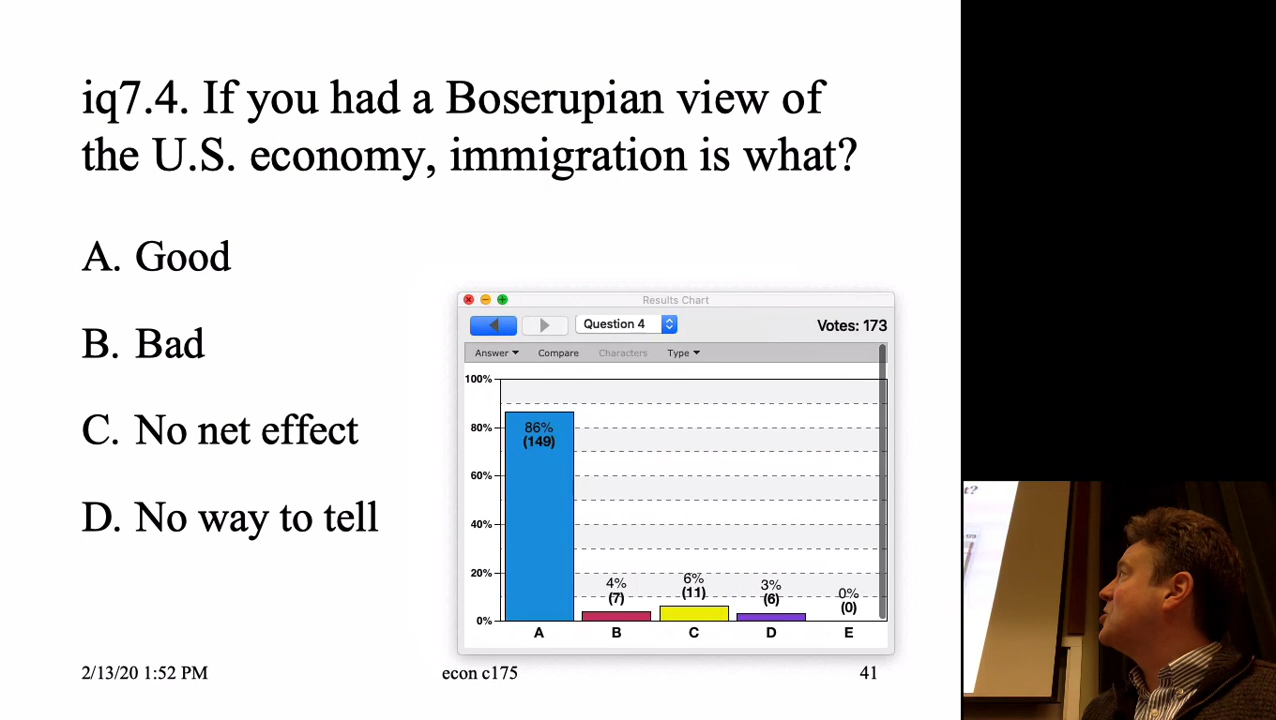 iq7.4. If you had a Boserupian view of
the U.S. economy, immigration is what?
A. Good
B. Bad
C. No net effect
D. No way to tell
Results Chart
Question 4
Votes: 173
Answer Compare Characters Type
100%
80%
60%
40%
20%
0%
86%
(149)
4%
(7)
6%
(11)
3%
(6)
0%
(0)
A B C D E
2/13/20 1:52 PM econ c175 41
t?